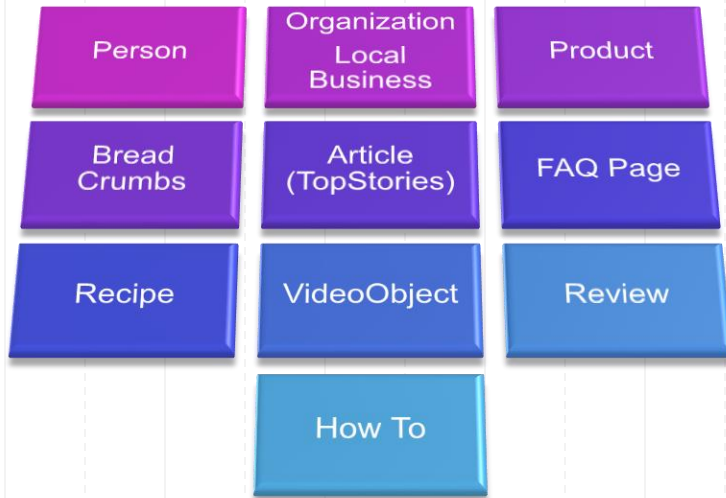 Person
Organization
Local
Business
Product
Bread
Crumbs
Article
(TopStories)
FAQ Page
Recipe
VideoObject
Review
How To